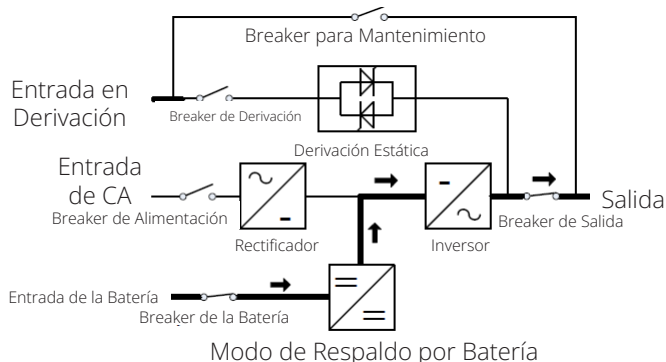 Breaker para Mantenimiento
Entrada en
Derivación
Breaker de Derivación
Derivación Estática
Entrada
de CA
Breaker de Alimentación
Rectificador
Inversor
Breaker de Salida
Salida
Entrada de la Batería
Breaker de la Batería
Modo de Respaldo por Batería